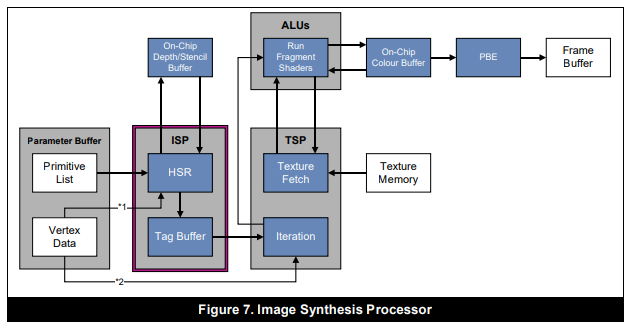 ALUs
On-Chip
Depth/Stencil
Buffer
Run
Fragment
Shaders
On-Chip
Colour Buffer
PBE
Frame
Buffer
Parameter Buffer
ISP
TSP
Primitive
List
HSR
Texture
Fetch
Texture
Memory
*1
Vertex
Data
Tag Buffer
Iteration
*2
Figure 7. Image Synthesis Processor